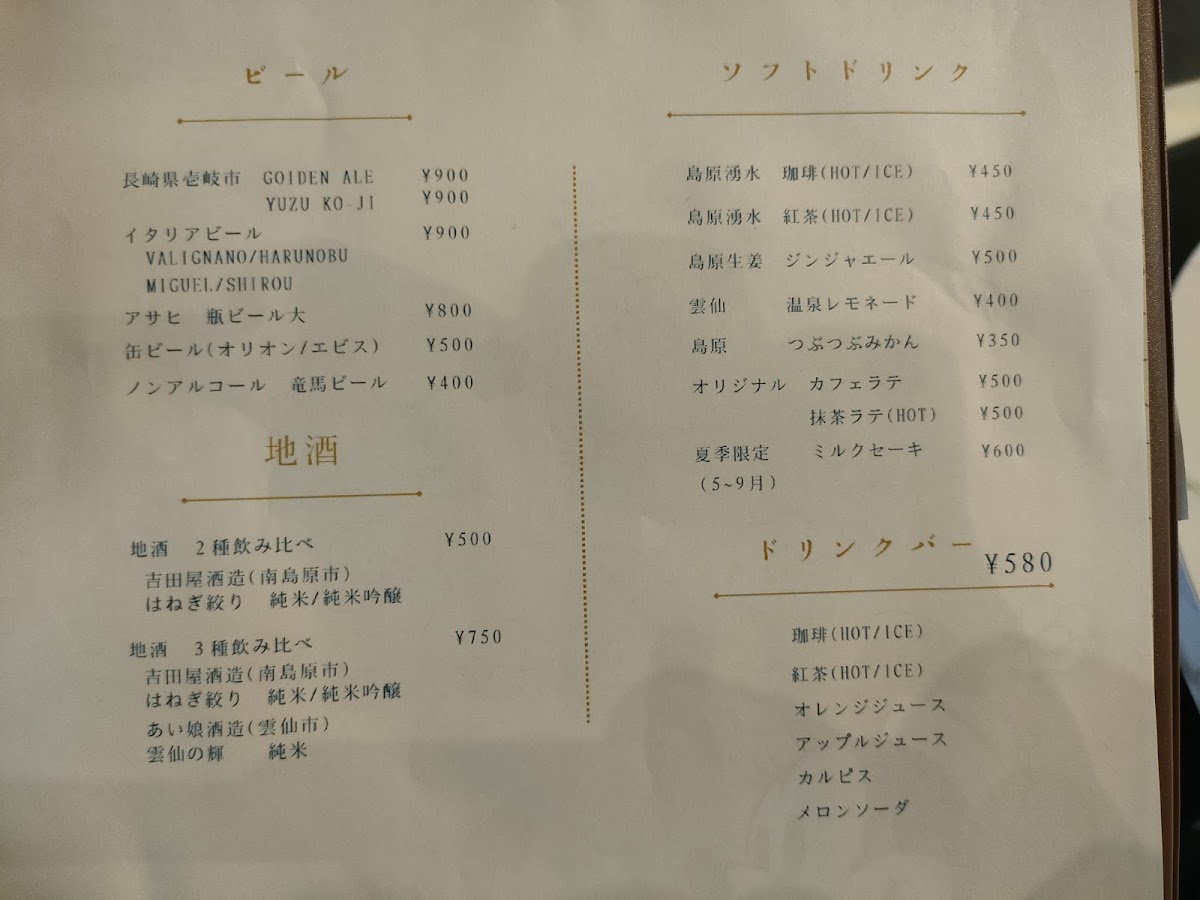 ビール
長崎県壱岐市 GOIDEN ALE ¥900
YUZU KO-JI ¥900
イタリアビール ¥900
VALIGNANO/HARUNOBU
MIGUEL/SHIROU
アサヒ 瓶ビール大 ¥800
缶ビール(オリオン/エビス) ¥500
ノンアルコール 竜馬ビール ¥400
地酒
地酒 2種飲み比べ ¥500
吉田屋酒造(南島原市)
はねぎ絞り 純米/純米吟醸
地酒 3種飲み比べ ¥750
吉田屋酒造(南島原市)
はねぎ絞り 純米/純米吟醸
あい娘酒造(雲仙市)
雲仙の輝 純米
ソフトドリンク
島原湧水 珈琲(HOT/ICE) ¥450
島原湧水 紅茶(HOT/ICE) ¥450
島原生姜 ジンジャエール ¥500
雲仙 温泉レモネード ¥400
島原 つぶつぶみかん ¥350
オリジナル カフェラテ ¥500
抹茶ラテ(HOT) ¥500
夏季限定 ミルクセーキ ¥600
(5~9月)
ドリンクバー ¥580
珈琲(HOT/ICE)
紅茶(HOT/ICE)
オレンジジュース
アップルジュース
カルピス
メロンソーダ